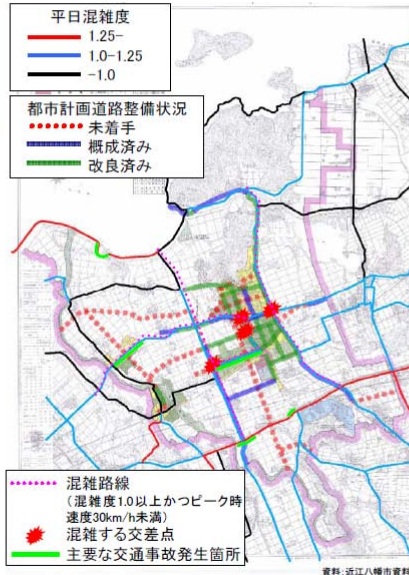 平日混雑度
1.25-
1.0-1.25
-1.0
都市計画道路整備状況
未着手
概成済み
改良済み
混雑路線
(混雑度1.0以上かつピーク時
速度30km/h未満)
混雑する交差点
主要な交通事故発生箇所
資料:近江八幡市資料